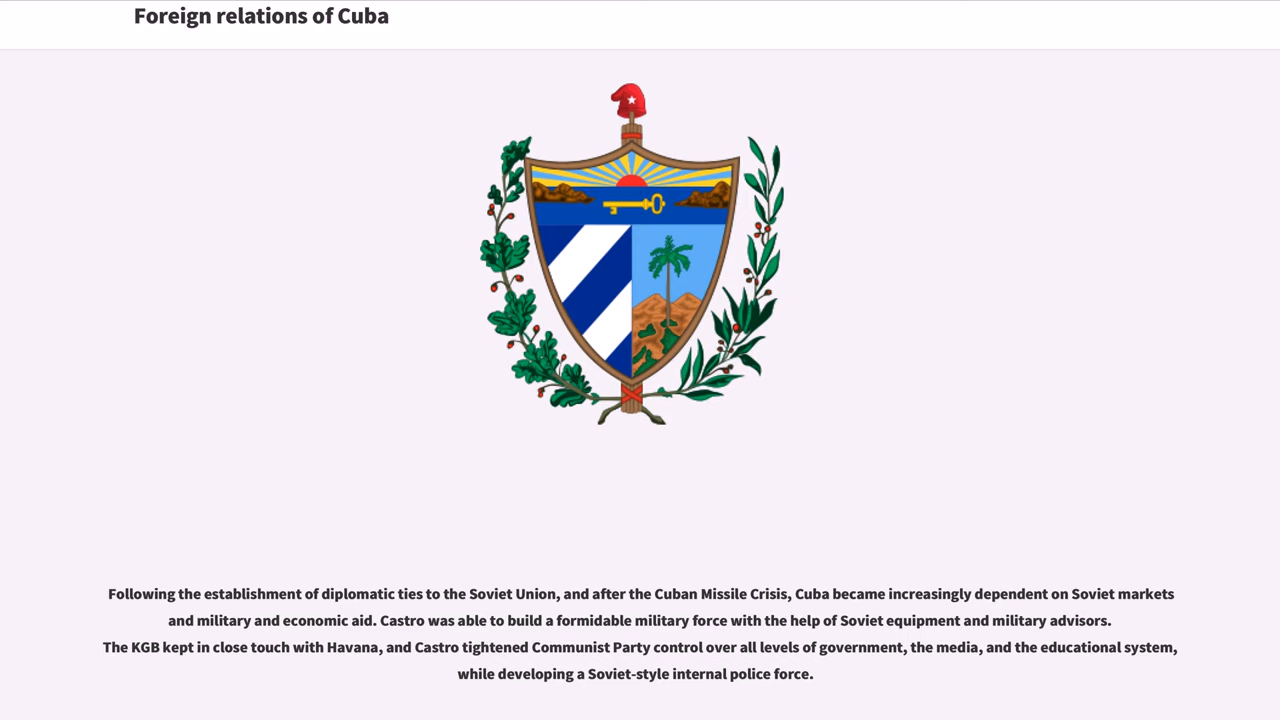 Foreign relations of Cuba
Following the establishment of diplomatic ties to the Soviet Union, and after the Cuban Missile Crisis, Cuba became increasingly dependent on Soviet markets
and military and economic aid. Castro was able to build a formidable military force with the help of Soviet equipment and military advisors.
The KGB kept in close touch with Havana, and Castro tightened Communist Party control over all levels of government, the media, and the educational system,
while developing a Soviet-style internal police force.